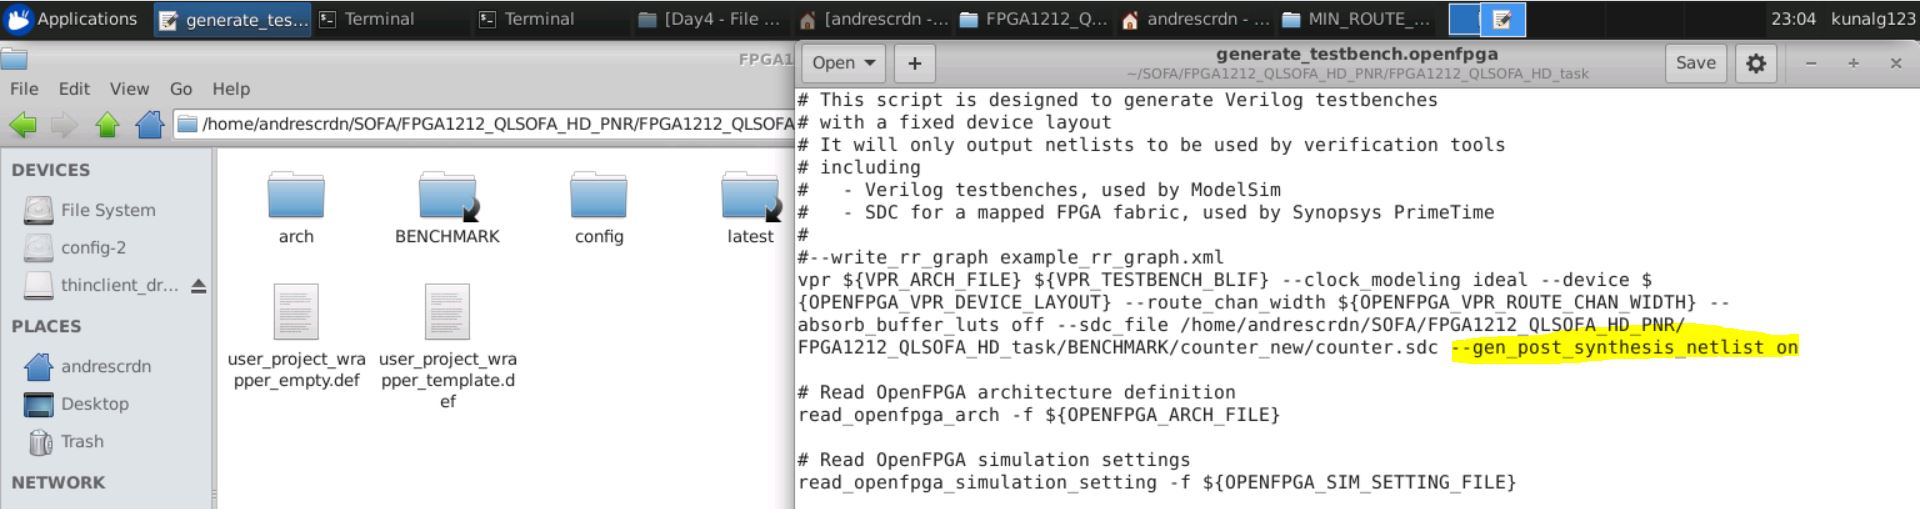 Applications
generate_tes...
Terminal
Terminal
[Day4 - File ...
[andrescrdn -...
FPGA1212_Q...
andrescrdn - ...
MIN_ROUTE_...
23:04
kunalg123
FPGA1
File Edit View Go Help
/home/andrescrdn/SOFA/FPGA1212_QLSOFA_HD_PNR/FPGA1212_QLSOFA
DEVICES
File System
config-2
thinclient_dr...
PLACES
andrescrdn
Desktop
Trash
NETWORK
arch
BENCHMARK
config
latest
user_project_wra
pper_empty.def
user_project_wra
pper_template.d
ef
Open
generate_testbench.openfpga
~/SOFA/FPGA1212_QLSOFA_HD_PNR/FPGA1212_QLSOFA_HD_task
Save
# This script is designed to generate Verilog testbenches
# with a fixed device layout
# It will only output netlists to be used by verification tools
# including
#   - Verilog testbenches, used by ModelSim
#   - SDC for a mapped FPGA fabric, used by Synopsys PrimeTime
#
#--write_rr_graph example_rr_graph.xml
vpr ${VPR_ARCH_FILE} ${VPR_TESTBENCH_BLIF} --clock_modeling ideal --device $
{OPENFPGA_VPR_DEVICE_LAYOUT} --route_chan_width ${OPENFPGA_VPR_ROUTE_CHAN_WIDTH} --
absorb_buffer_luts off --sdc_file /home/andrescrdn/SOFA/FPGA1212_QLSOFA_HD_PNR/
FPGA1212_QLSOFA_HD_task/BENCHMARK/counter_new/counter.sdc --gen_post_synthesis_netlist on
# Read OpenFPGA architecture definition
read_openfpga_arch -f ${OPENFPGA_ARCH_FILE}
# Read OpenFPGA simulation settings
read_openfpga_simulation_setting -f ${OPENFPGA_SIM_SETTING_FILE}